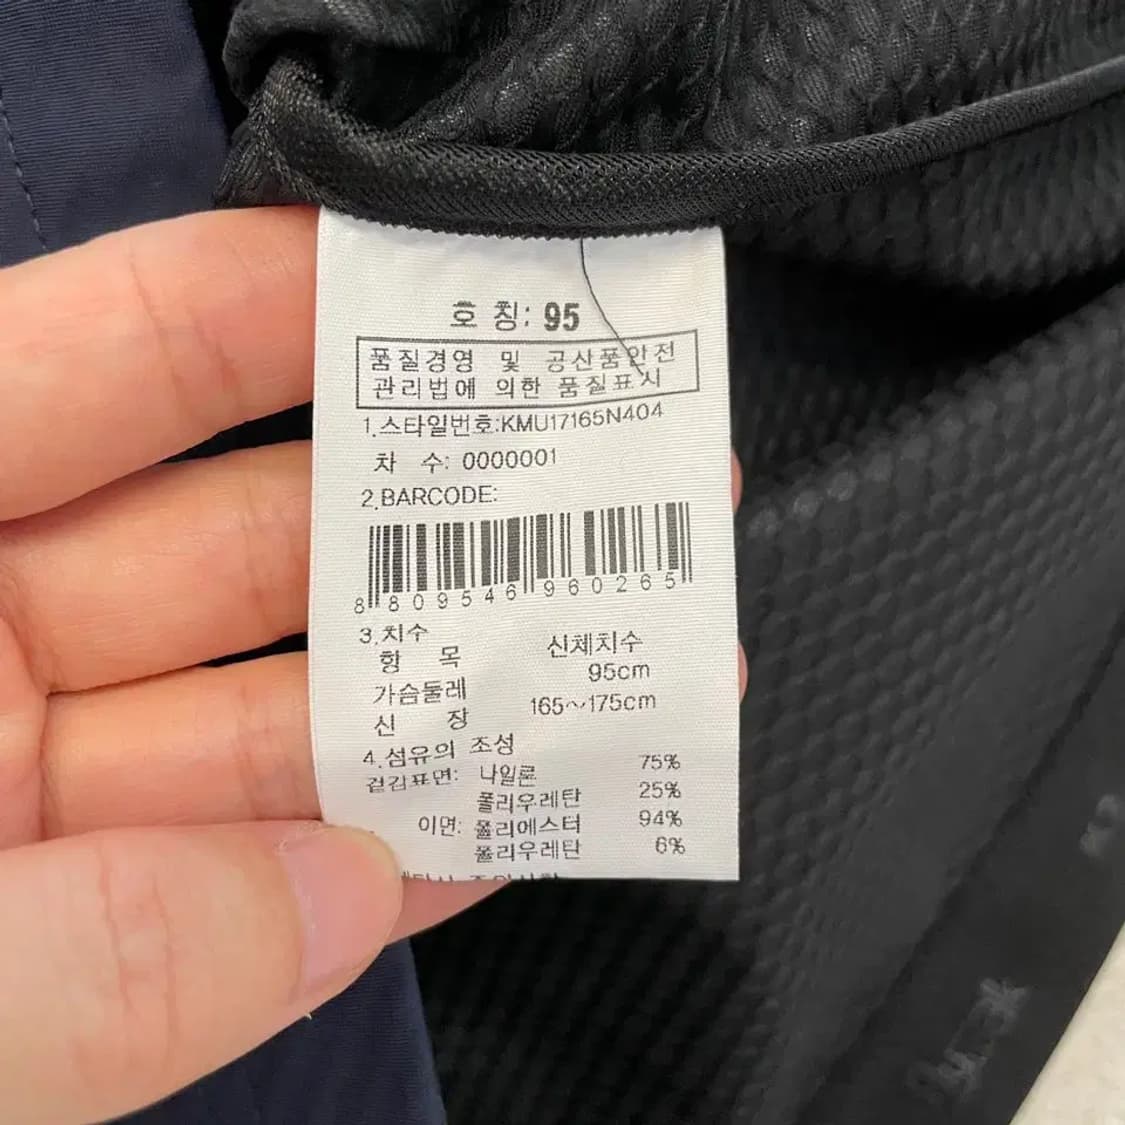 호 칭: 95
품질경영 및 공산품안전
관리법에 의한 품질표시
1.스타일번호:KMU17165N404
차 수: 0000001
2.BARCODE:
8 809546 960265
3.치수
항 목 신체치수
가슴둘레 95cm
신 장 165~175cm
4.섬유의 조성
겉감표면: 나일론 75%
폴리우레탄 25%
이면: 폴리에스터 94%
폴리우레탄 6%